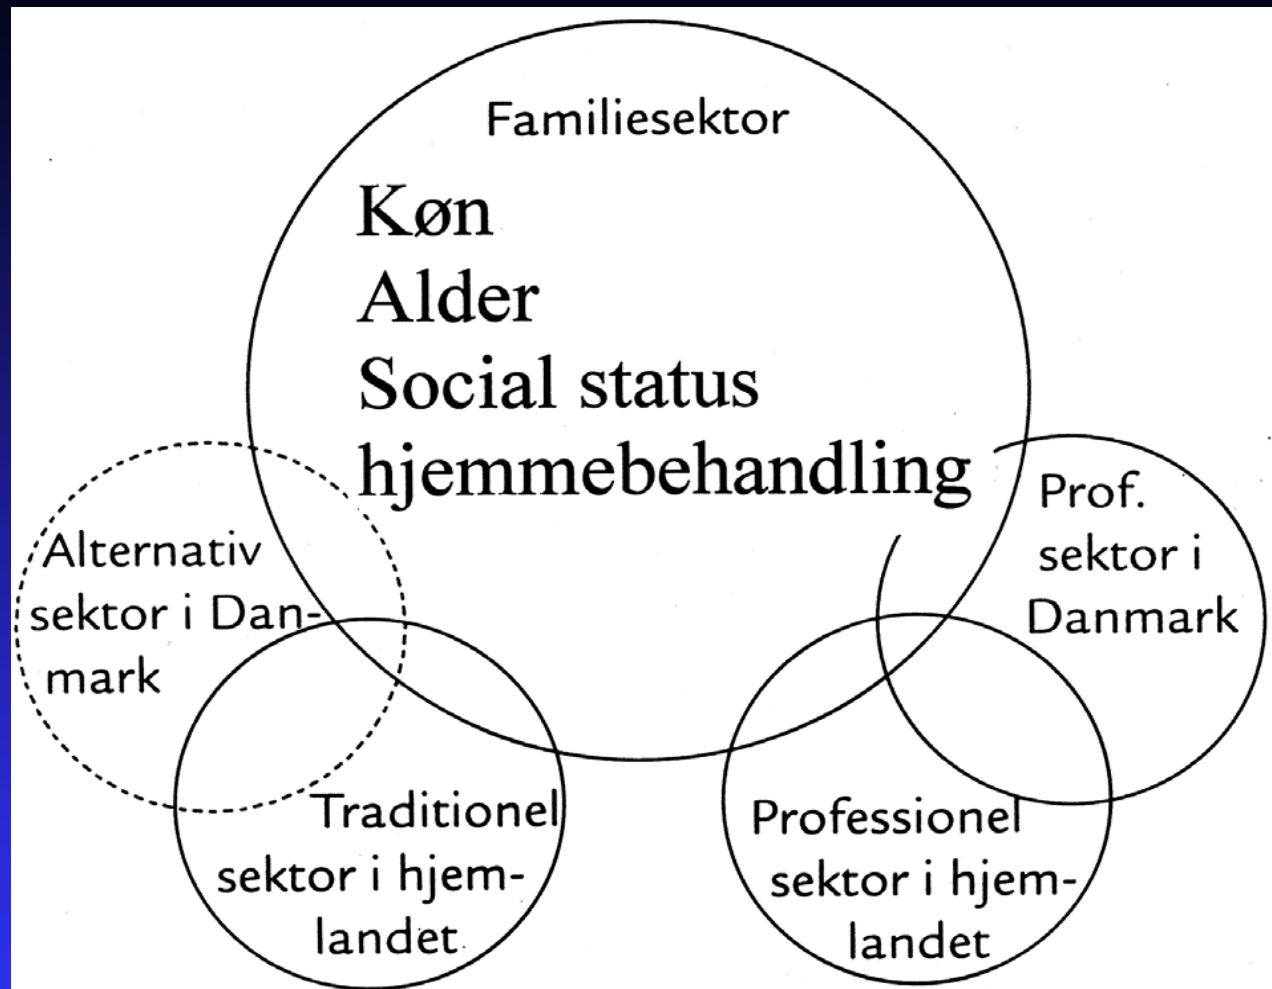 Familiesektor
Køn
Alder
Social status
hjemmebehandling
Alternativ
sektor i Dan-
mark
Prof.
sektor i
Danmark
Traditionel
sektor i hjem-
landet
Professionel
sektor i hjem-
landet